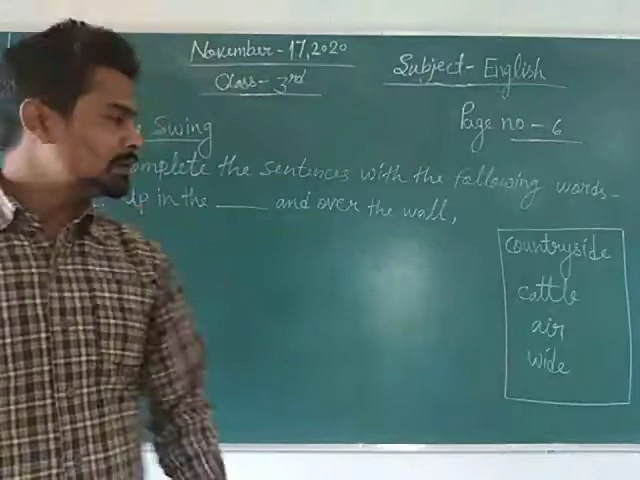 November - 17, 2020
Class - 3rd
Subject - English
Page no - 6
Swing
omplete the sentences with the following words -
Up in the ____ and over the wall,
countryside
cattle
air
wide